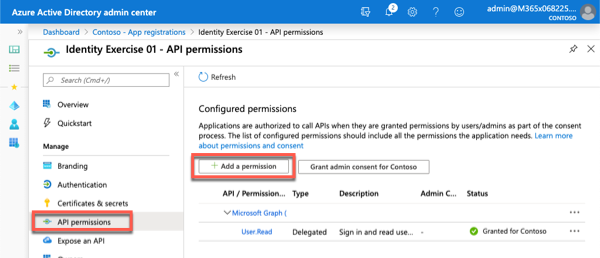 Azure Active Directory admin center
2
admin@M365x068225...
CONTOSO
Dashboard > Contoso - App registrations > Identity Exercise 01 - API permissions
Identity Exercise 01 - API permissions
Search (Cmd+/)
«
Overview
Quickstart
Manage
Branding
Authentication
Certificates & secrets
API permissions
Expose an API
Refresh
Configured permissions
Applications are authorized to call APIs when they are granted permissions by users/admins as part of the consent
process. The list of configured permissions should include all the permissions the application needs. Learn more
about permissions and consent
+ Add a permission
Grant admin consent for Contoso
API / Permission... Type Description Admin C... Status
Microsoft Graph (
...
User.Read Delegated Sign in and read use... - Granted for Contoso ...